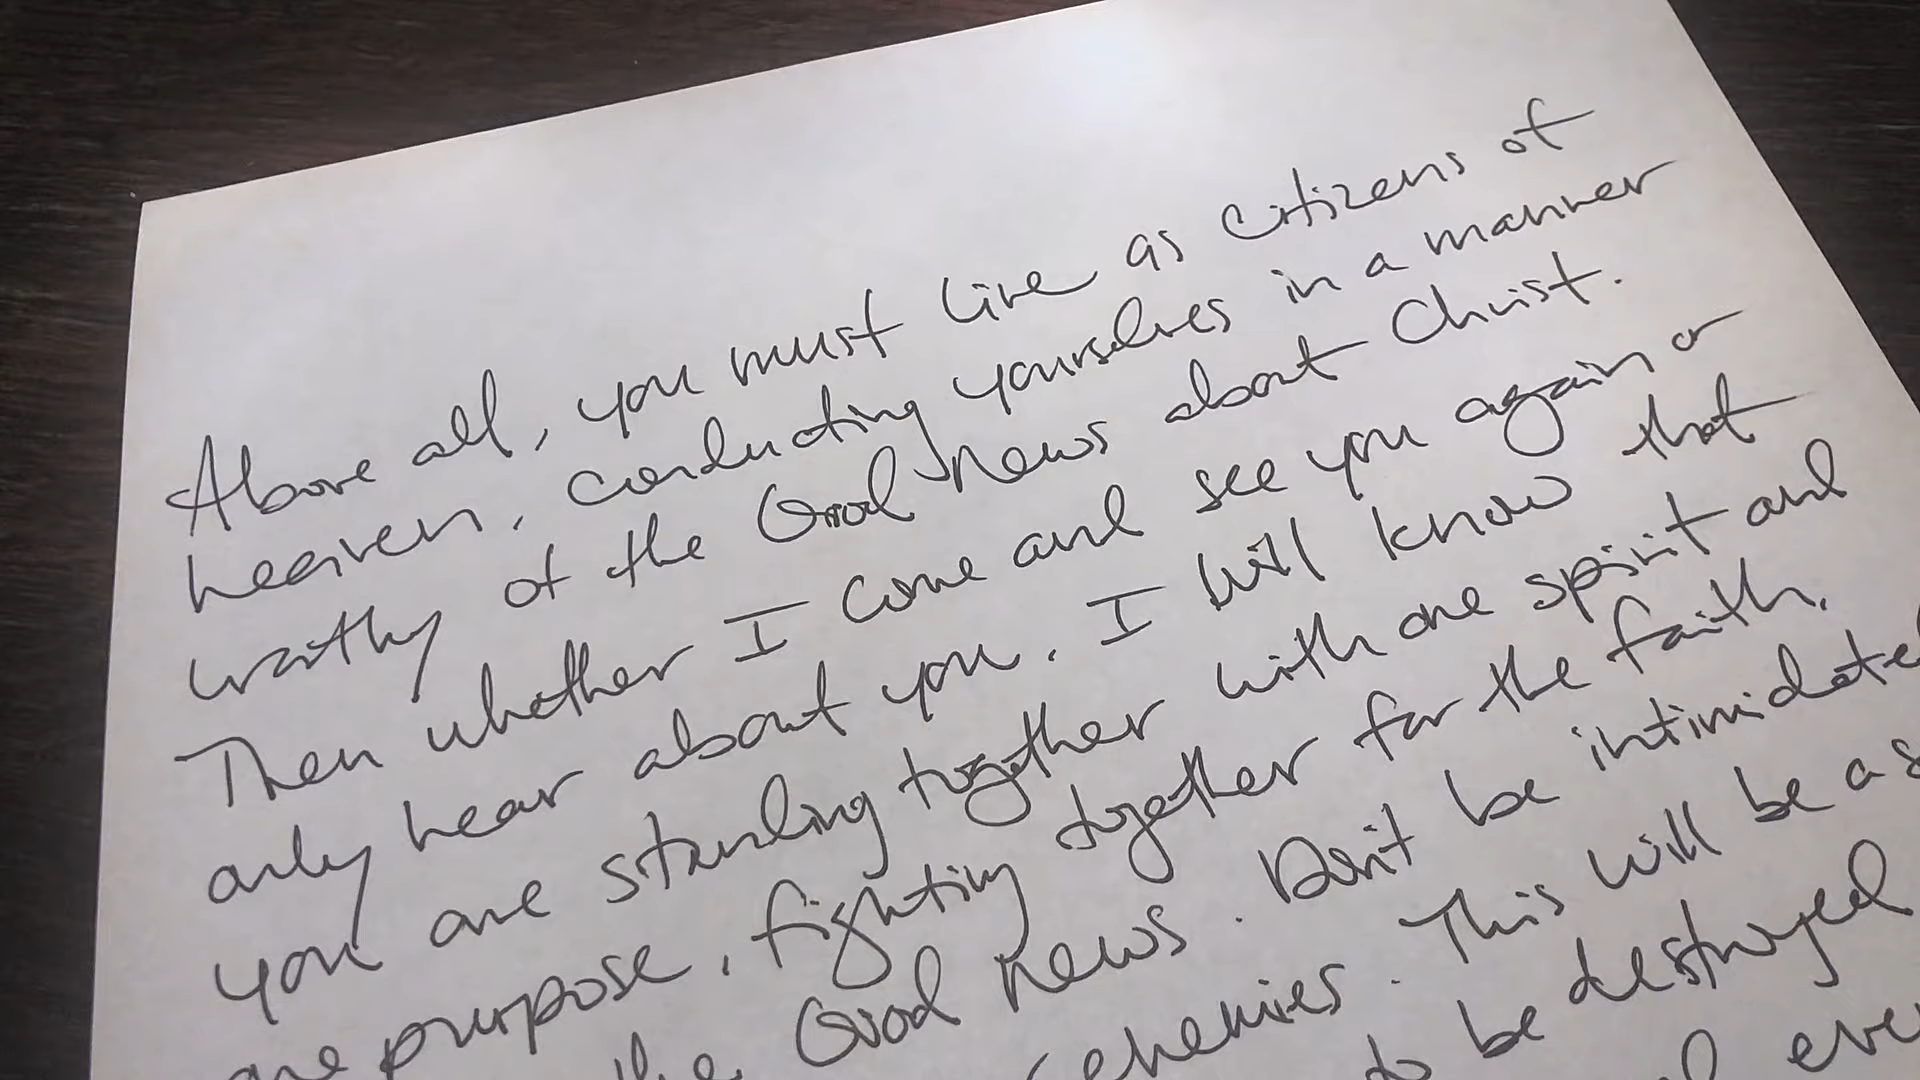 Above all, you must live as citizens of
heaven, conducting yourselves in a manner
worthy of the Good News about Christ.
Then whether I come and see you again or
only hear about you, I will know that
you are standing together with one spirit and
one purpose, fighting together for the faith,
the Good News. Don't be intimidated
enemies. This will be a s
to be destroyed
eve